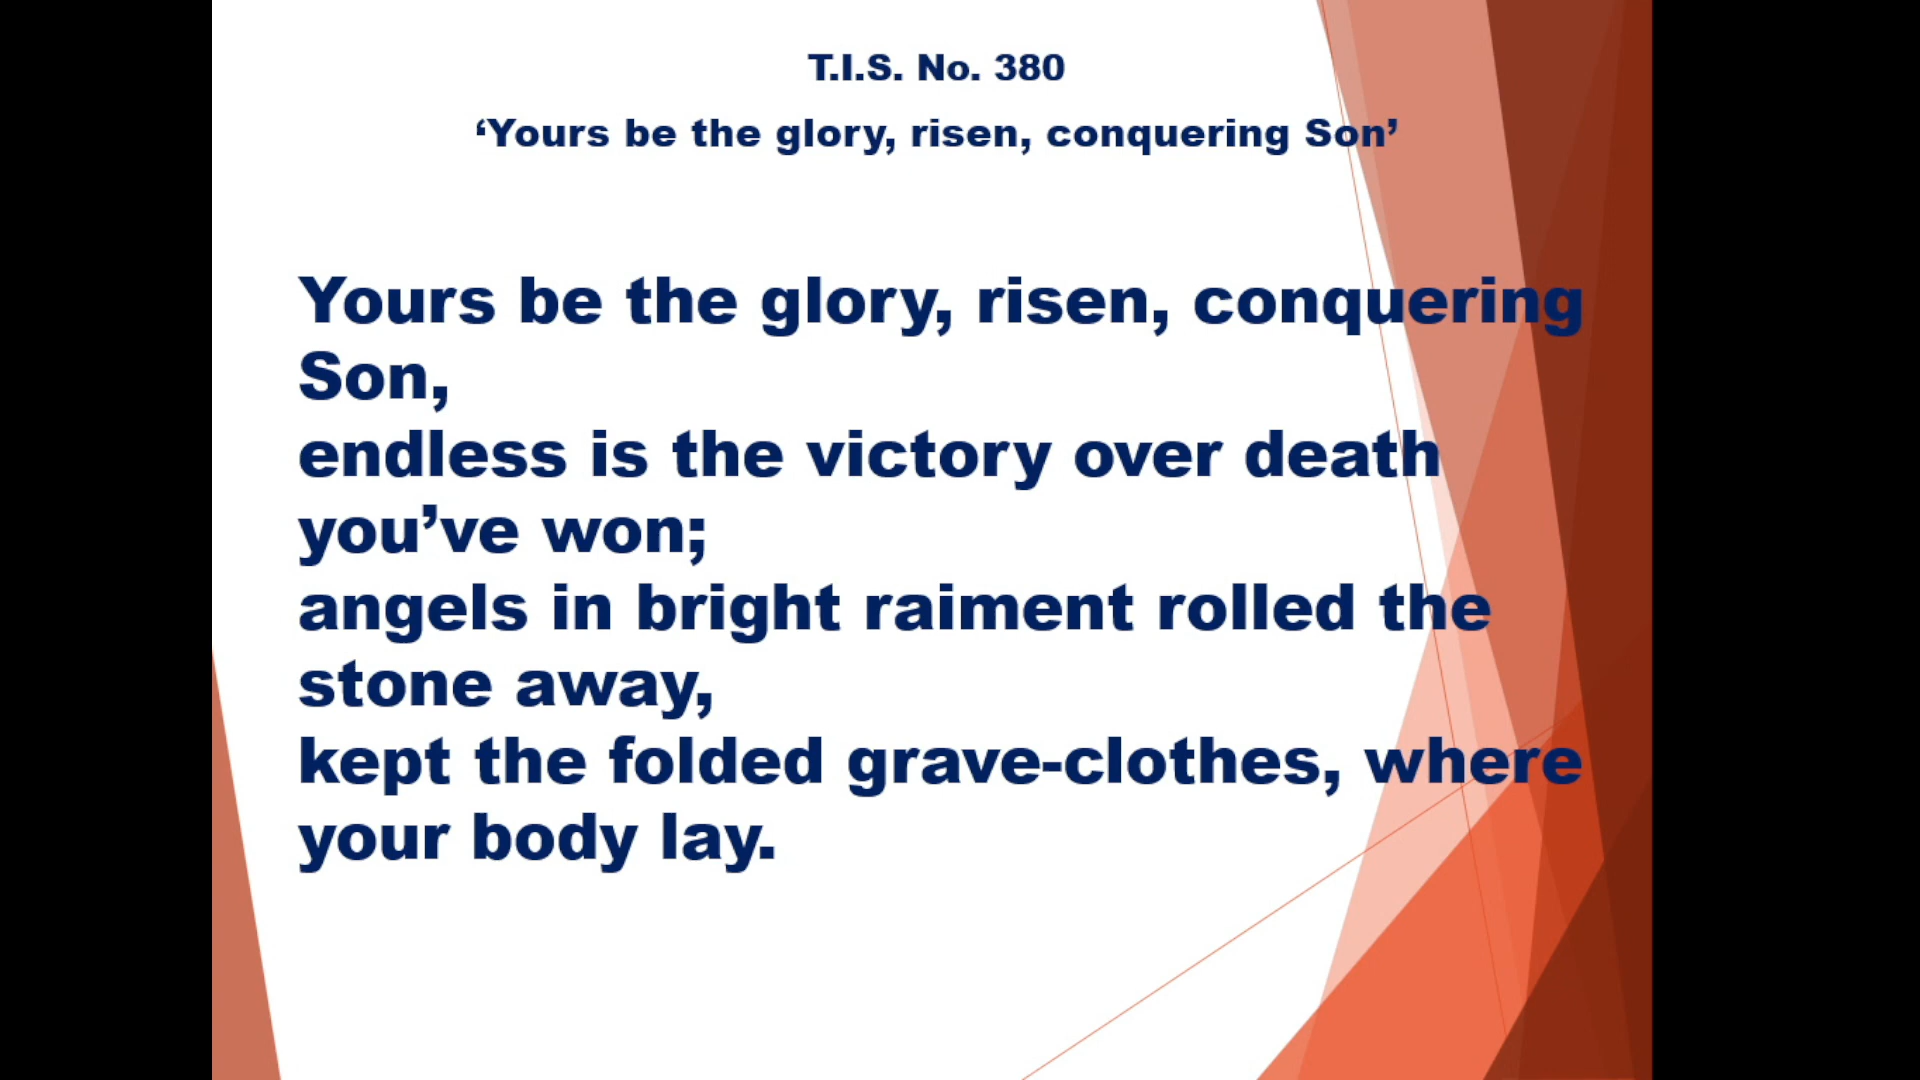 T.I.S. No. 380
‘Yours be the glory, risen, conquering Son’
Yours be the glory, risen, conquering
Son,
endless is the victory over death
you’ve won;
angels in bright raiment rolled the
stone away,
kept the folded grave-clothes, where
your body lay.